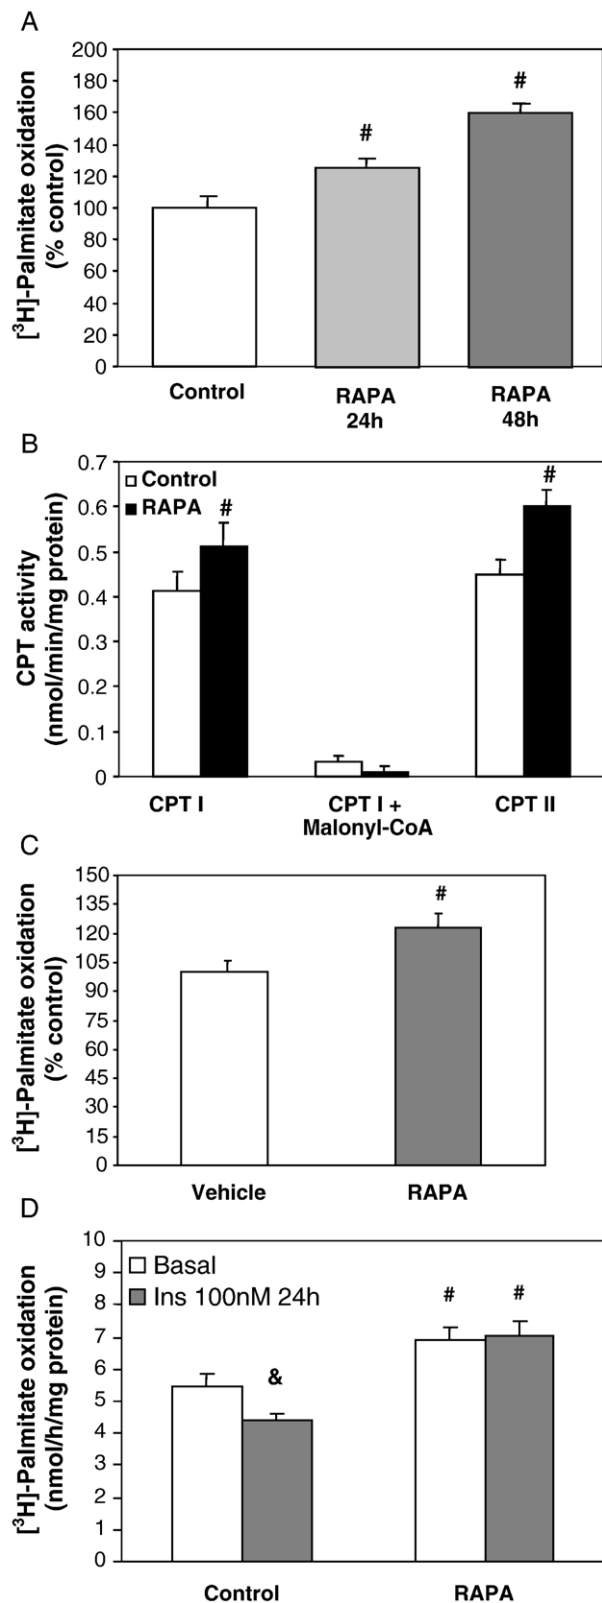 A
[³H]-Palmitate oxidation
(% control)
200
180
160
140
120
100
80
60
40
20
0
#
#
Control
RAPA
24h
RAPA
48h
B
CPT activity
(nmol/min/mg protein)
0.7
0.6
0.5
0.4
0.3
0.2
0.1
0
Control
RAPA
#
#
CPT I
CPT I +
Malonyl-CoA
CPT II
C
[³H]-Palmitate oxidation
(% control)
150
135
120
105
90
75
60
45
30
15
0
#
Vehicle
RAPA
D
[³H]-Palmitate oxidation
(nmol/h/mg protein)
10
9
8
7
6
5
4
3
2
1
0
Basal
Ins 100nM 24h
&
#
#
Control
RAPA